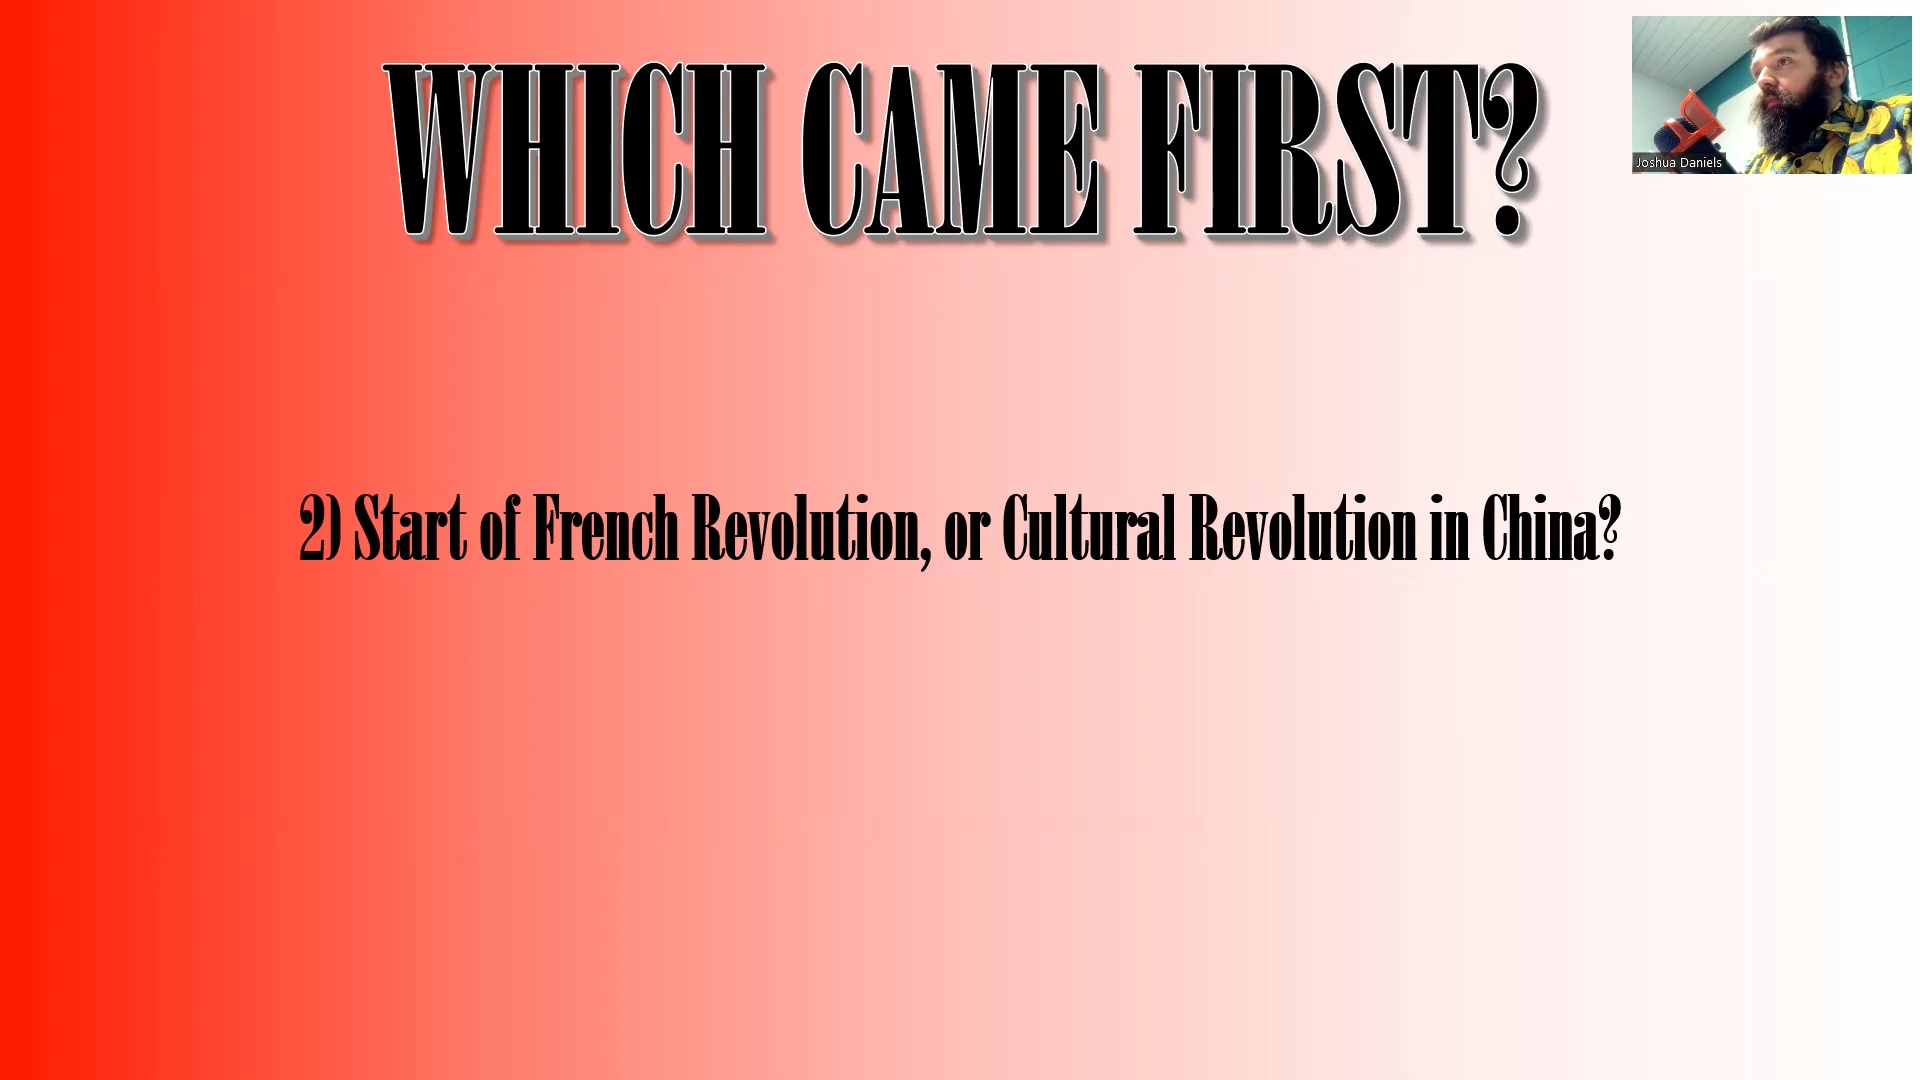 WHICH CAME FIRST?
Joshua Daniels
2) Start of French Revolution, or Cultural Revolution in China?